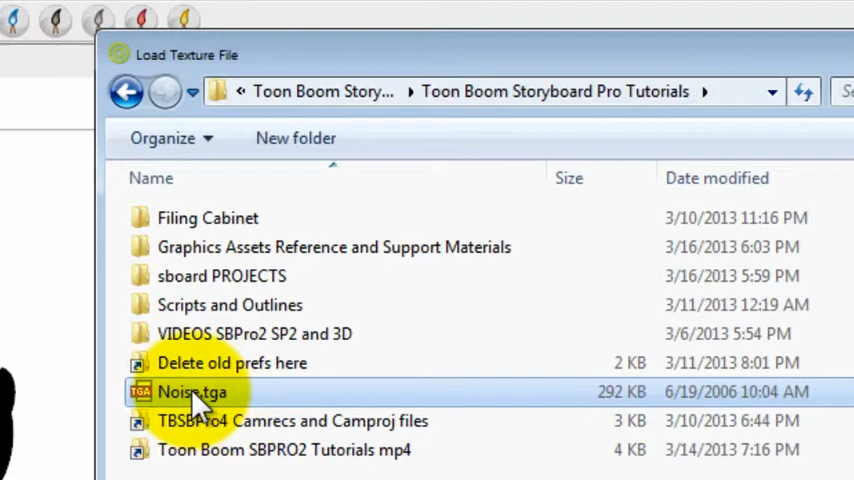 Load Texture File
« Toon Boom Story... Toon Boom Storyboard Pro Tutorials
Organize New folder
Name Size Date modified
Filing Cabinet 3/10/2013 11:16 PM
Graphics Assets Reference and Support Materials 3/16/2013 6:03 PM
sboard PROJECTS 3/16/2013 5:59 PM
Scripts and Outlines 3/11/2013 12:19 AM
VIDEOS SBPro2 SP2 and 3D 3/6/2013 5:54 PM
Delete old prefs here 2 KB 3/11/2013 8:01 PM
TGA Noise.tga 292 KB 6/19/2006 10:04 AM
TBSBPro4 Camrecs and Camproj files 3 KB 3/10/2013 6:44 PM
Toon Boom SBPRO2 Tutorials mp4 4 KB 3/14/2013 7:16 PM